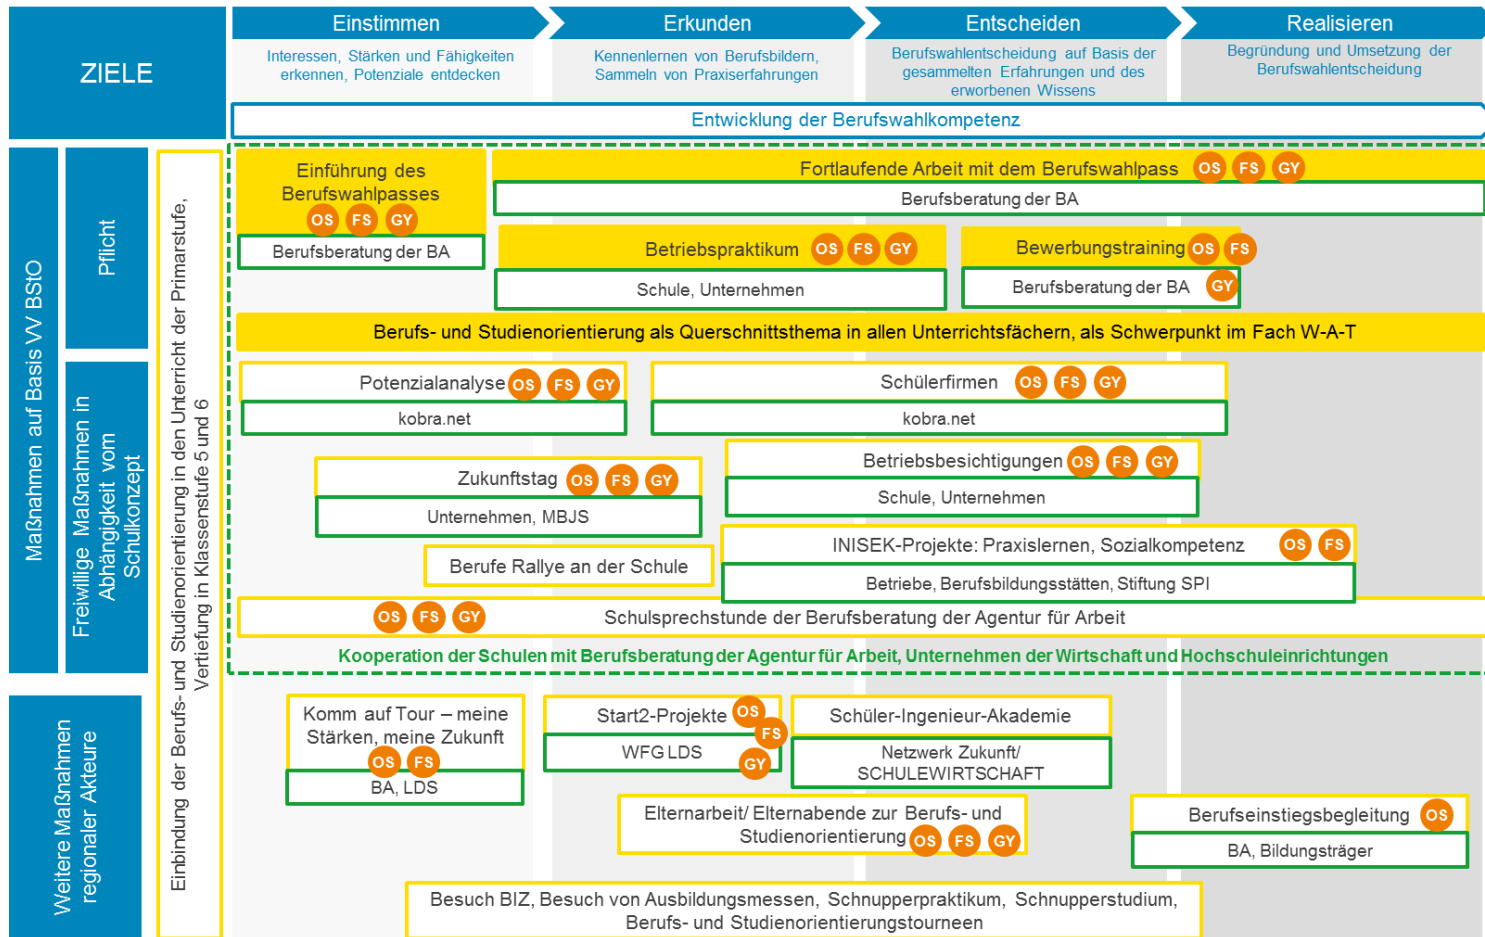 ZIELE
Einstimmen
Erkunden
Entscheiden
Realisieren
Interessen, Stärken und Fähigkeiten
erkennen, Potenziale entdecken
Kennenlernen von Berufsbildern,
Sammeln von Praxiserfahrungen
Berufswahlentscheidung auf Basis der
gesammelten Erfahrungen und des
erworbenen Wissens
Begründung und Umsetzung der
Berufswahlentscheidung
Entwicklung der Berufswahlkompetenz
Maßnahmen auf Basis VV BStO
Pflicht
Einbindung der Berufs- und Studienorientierung in den Unterricht der Primarstufe,
Vertiefung in Klassenstufe 5 und 6
Einführung des
Berufswahlpasses
OS FS GY
Berufsberatung der BA
Fortlaufende Arbeit mit dem Berufswahlpass OS FS GY
Berufsberatung der BA
Betriebspraktikum OS FS GY
Schule, Unternehmen
Bewerbungstraining OS FS
Berufsberatung der BA GY
Berufs- und Studienorientierung als Querschnittsthema in allen Unterrichtsfächern, als Schwerpunkt im Fach W-A-T
Freiwillige Maßnahmen in
Abhängigkeit vom
Schulkonzept
Potenzialanalyse OS FS GY
kobra.net
Schülerfirmen OS FS GY
kobra.net
Zukunftstag OS FS GY
Unternehmen, MBJS
Betriebsbesichtigungen OS FS GY
Schule, Unternehmen
Berufe Rallye an der Schule
INISEK-Projekte: Praxislernen, Sozialkompetenz OS FS
Betriebe, Berufsbildungsstätten, Stiftung SPI
OS FS GY Schulsprechstunde der Berufsberatung der Agentur für Arbeit
Kooperation der Schulen mit Berufsberatung der Agentur für Arbeit, Unternehmen der Wirtschaft und Hochschuleinrichtungen
Weitere Maßnahmen
regionaler Akteure
Komm auf Tour – meine
Stärken, meine Zukunft
OS FS
BA, LDS
Start2-Projekte OS
FS
WFG LDS GY
Schüler-Ingenieur-Akademie
Netzwerk Zukunft/
SCHULEWIRTSCHAFT
Elternarbeit/ Elternabende zur Berufs- und
Studienorientierung OS FS GY
Berufseinstiegsbegleitung OS
BA, Bildungsträger
Besuch BIZ, Besuch von Ausbildungsmessen, Schnupperpraktikum, Schnupperstudium,
Berufs- und Studienorientierungstourneen